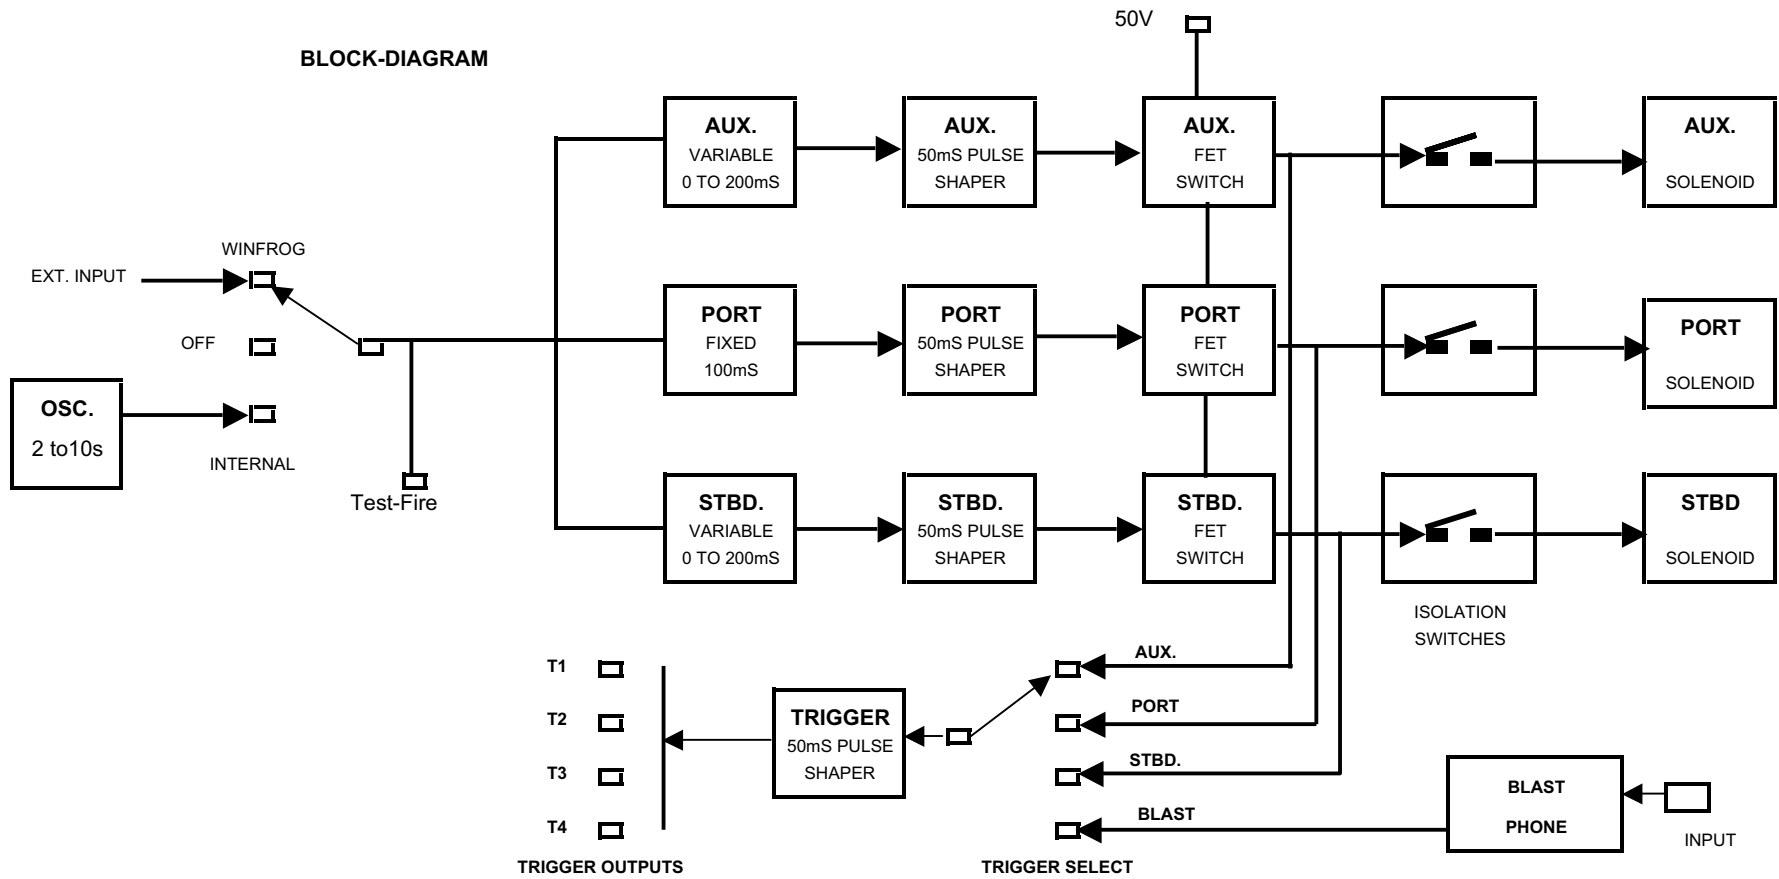 50V
BLOCK-DIAGRAM
AUX.
VARIABLE
0 TO 200mS
AUX.
50mS PULSE
SHAPER
AUX.
FET
SWITCH
AUX.
SOLENOID
WINFROG
EXT. INPUT
OFF
OSC.
2 to10s
INTERNAL
Test-Fire
PORT
FIXED
100mS
PORT
50mS PULSE
SHAPER
PORT
FET
SWITCH
PORT
SOLENOID
STBD.
VARIABLE
0 TO 200mS
STBD.
50mS PULSE
SHAPER
STBD.
FET
SWITCH
STBD
SOLENOID
ISOLATION
SWITCHES
T1
T2
T3
T4
TRIGGER OUTPUTS
TRIGGER
50mS PULSE
SHAPER
AUX.
PORT
STBD.
BLAST
TRIGGER SELECT
BLAST
PHONE
INPUT